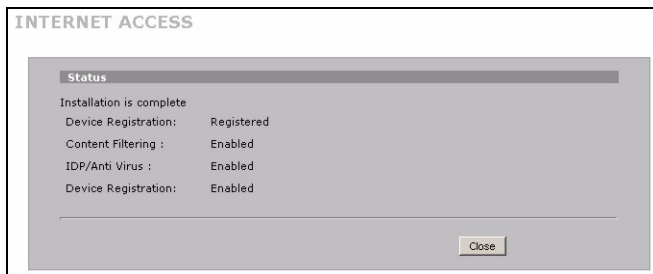 INTERNET ACCESS
Status
Installation is complete
Device Registration: Registered
Content Filtering : Enabled
IDP/Anti Virus : Enabled
Device Registration: Enabled
Close